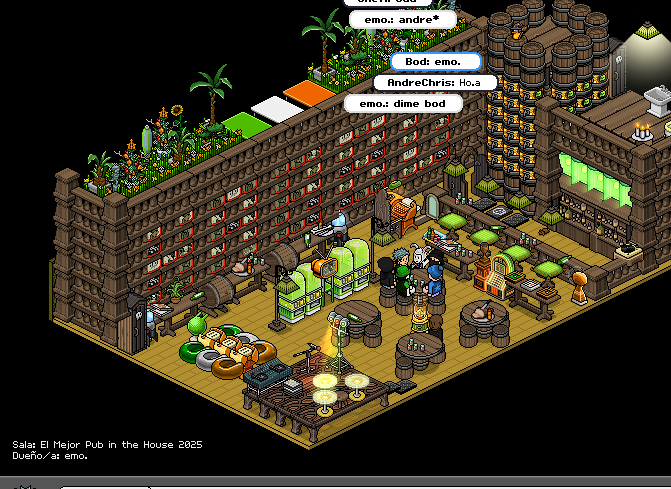 emo.: andre*
Bod: emo.
AndreChris: Ho.a
emo.: dime bod
Sala: El Mejor Pub in the House 2025
Dueño/a: emo.